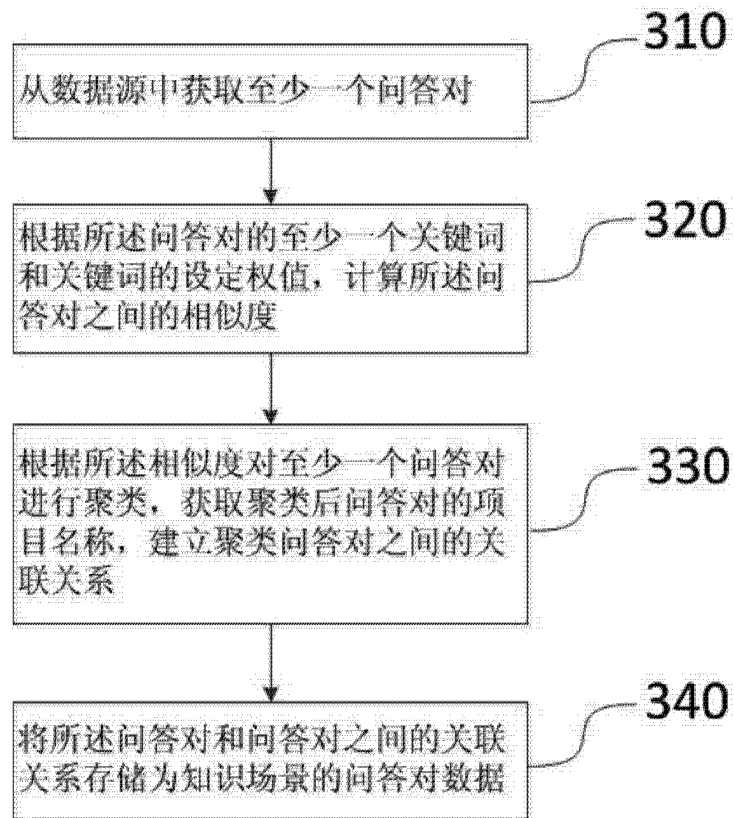 310
从数据源中获取至少一个问答对
320
根据所述问答对的至少一个关键词
和关键词的设定权值，计算所述问
答对之间的相似度
330
根据所述相似度对至少一个问答对
进行聚类，获取聚类后问答对的项
目名称，建立聚类问答对之间的关
联关系
340
将所述问答对和问答对之间的关联
关系存储为知识场景的问答对数据